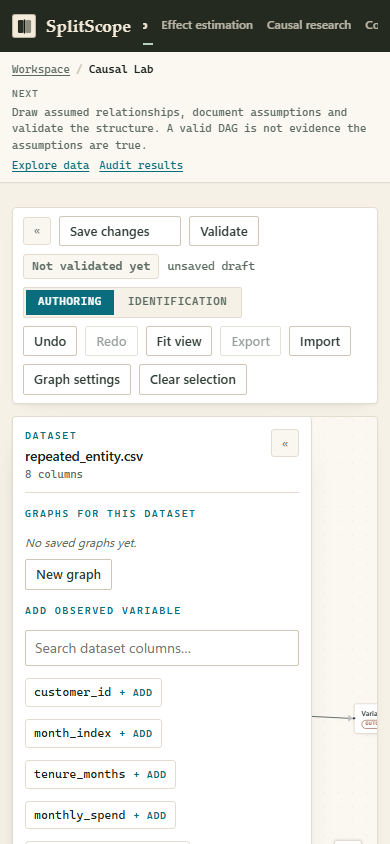 SplitScope Effect estimation Causal research Co
Workspace / Causal Lab
NEXT
Draw assumed relationships, document assumptions and
validate the structure. A valid DAG is not evidence the
assumptions are true.
Explore data Audit results
« Save changes Validate
Not validated yet unsaved draft
AUTHORING IDENTIFICATION
Undo Redo Fit view Export Import
Graph settings Clear selection
DATASET «
repeated_entity.csv
8 columns
GRAPHS FOR THIS DATASET
No saved graphs yet.
New graph
ADD OBSERVED VARIABLE
Search dataset columns...
customer_id + ADD
month_index + ADD
Varia
tenure_months + ADD
monthly_spend + ADD